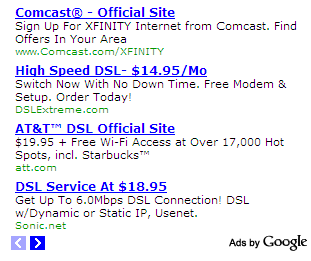 Comcast® - Official Site
Sign Up For XFINITY Internet from Comcast. Find
Offers In Your Area
www.Comcast.com/XFINITY
High Speed DSL- $14.95/Mo
Switch Now With No Down Time. Free Modem &
Setup. Order Today!
DSLExtreme.com
AT&T™ DSL Official Site
$19.95 + Free Wi-Fi Access at Over 17,000 Hot
Spots, incl. Starbucks™
att.com
DSL Service At $18.95
Get Up To 6.0Mbps DSL Connection! DSL
w/Dynamic or Static IP, Usenet.
Sonic.net
Ads by Google